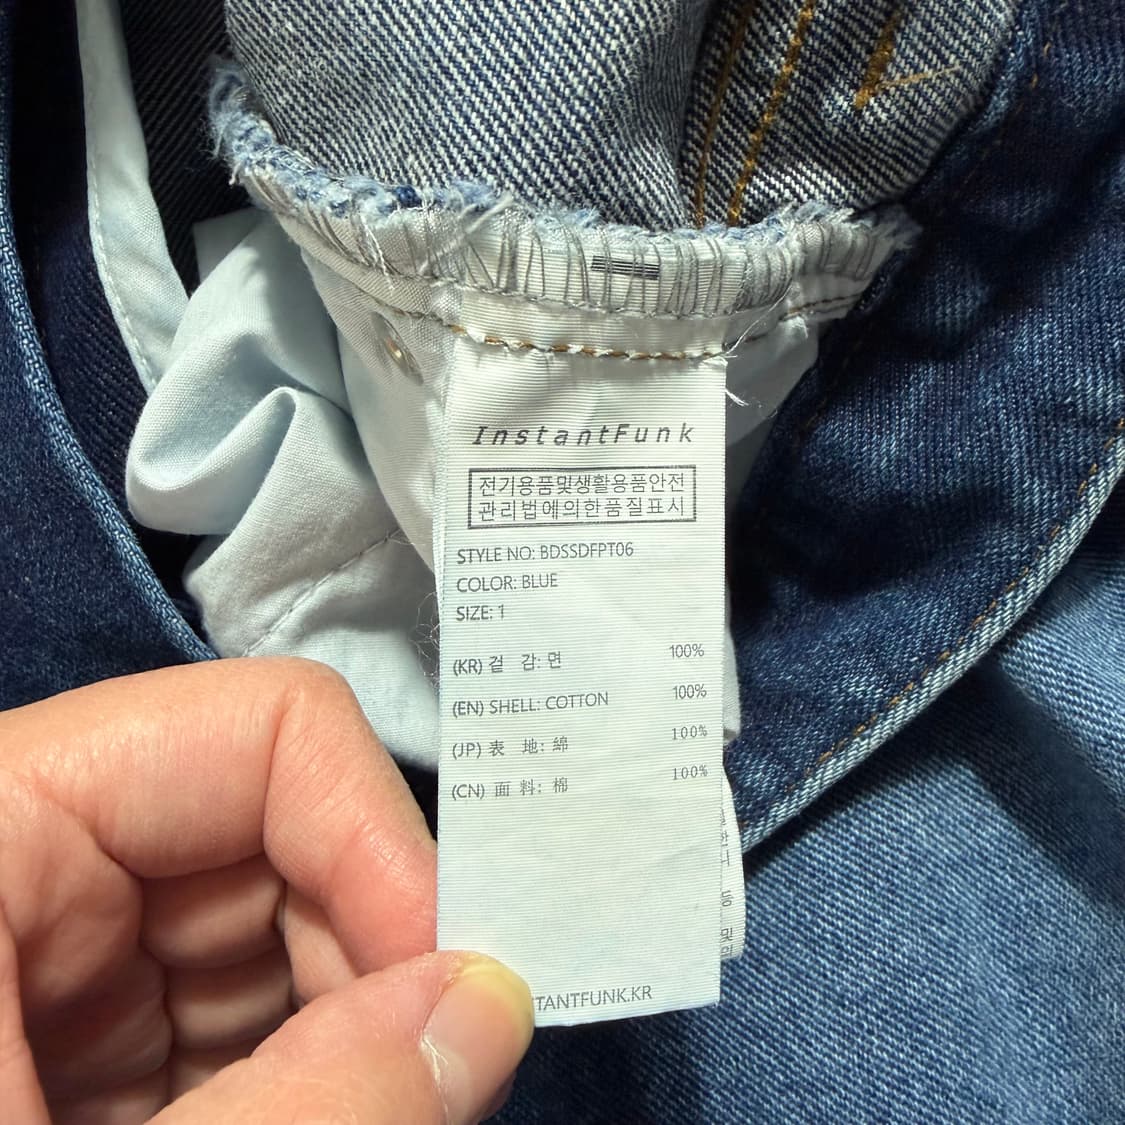 InstantFunk
전기용품및생활용품안전
관리법에의한품질표시
STYLE NO: BDSSDFPT06
COLOR: BLUE
SIZE: 1
(KR) 겉 감: 면 100%
(EN) SHELL: COTTON 100%
(JP) 表 地: 綿 100%
(CN) 面 料: 棉 100%
TANTFUNK.KR